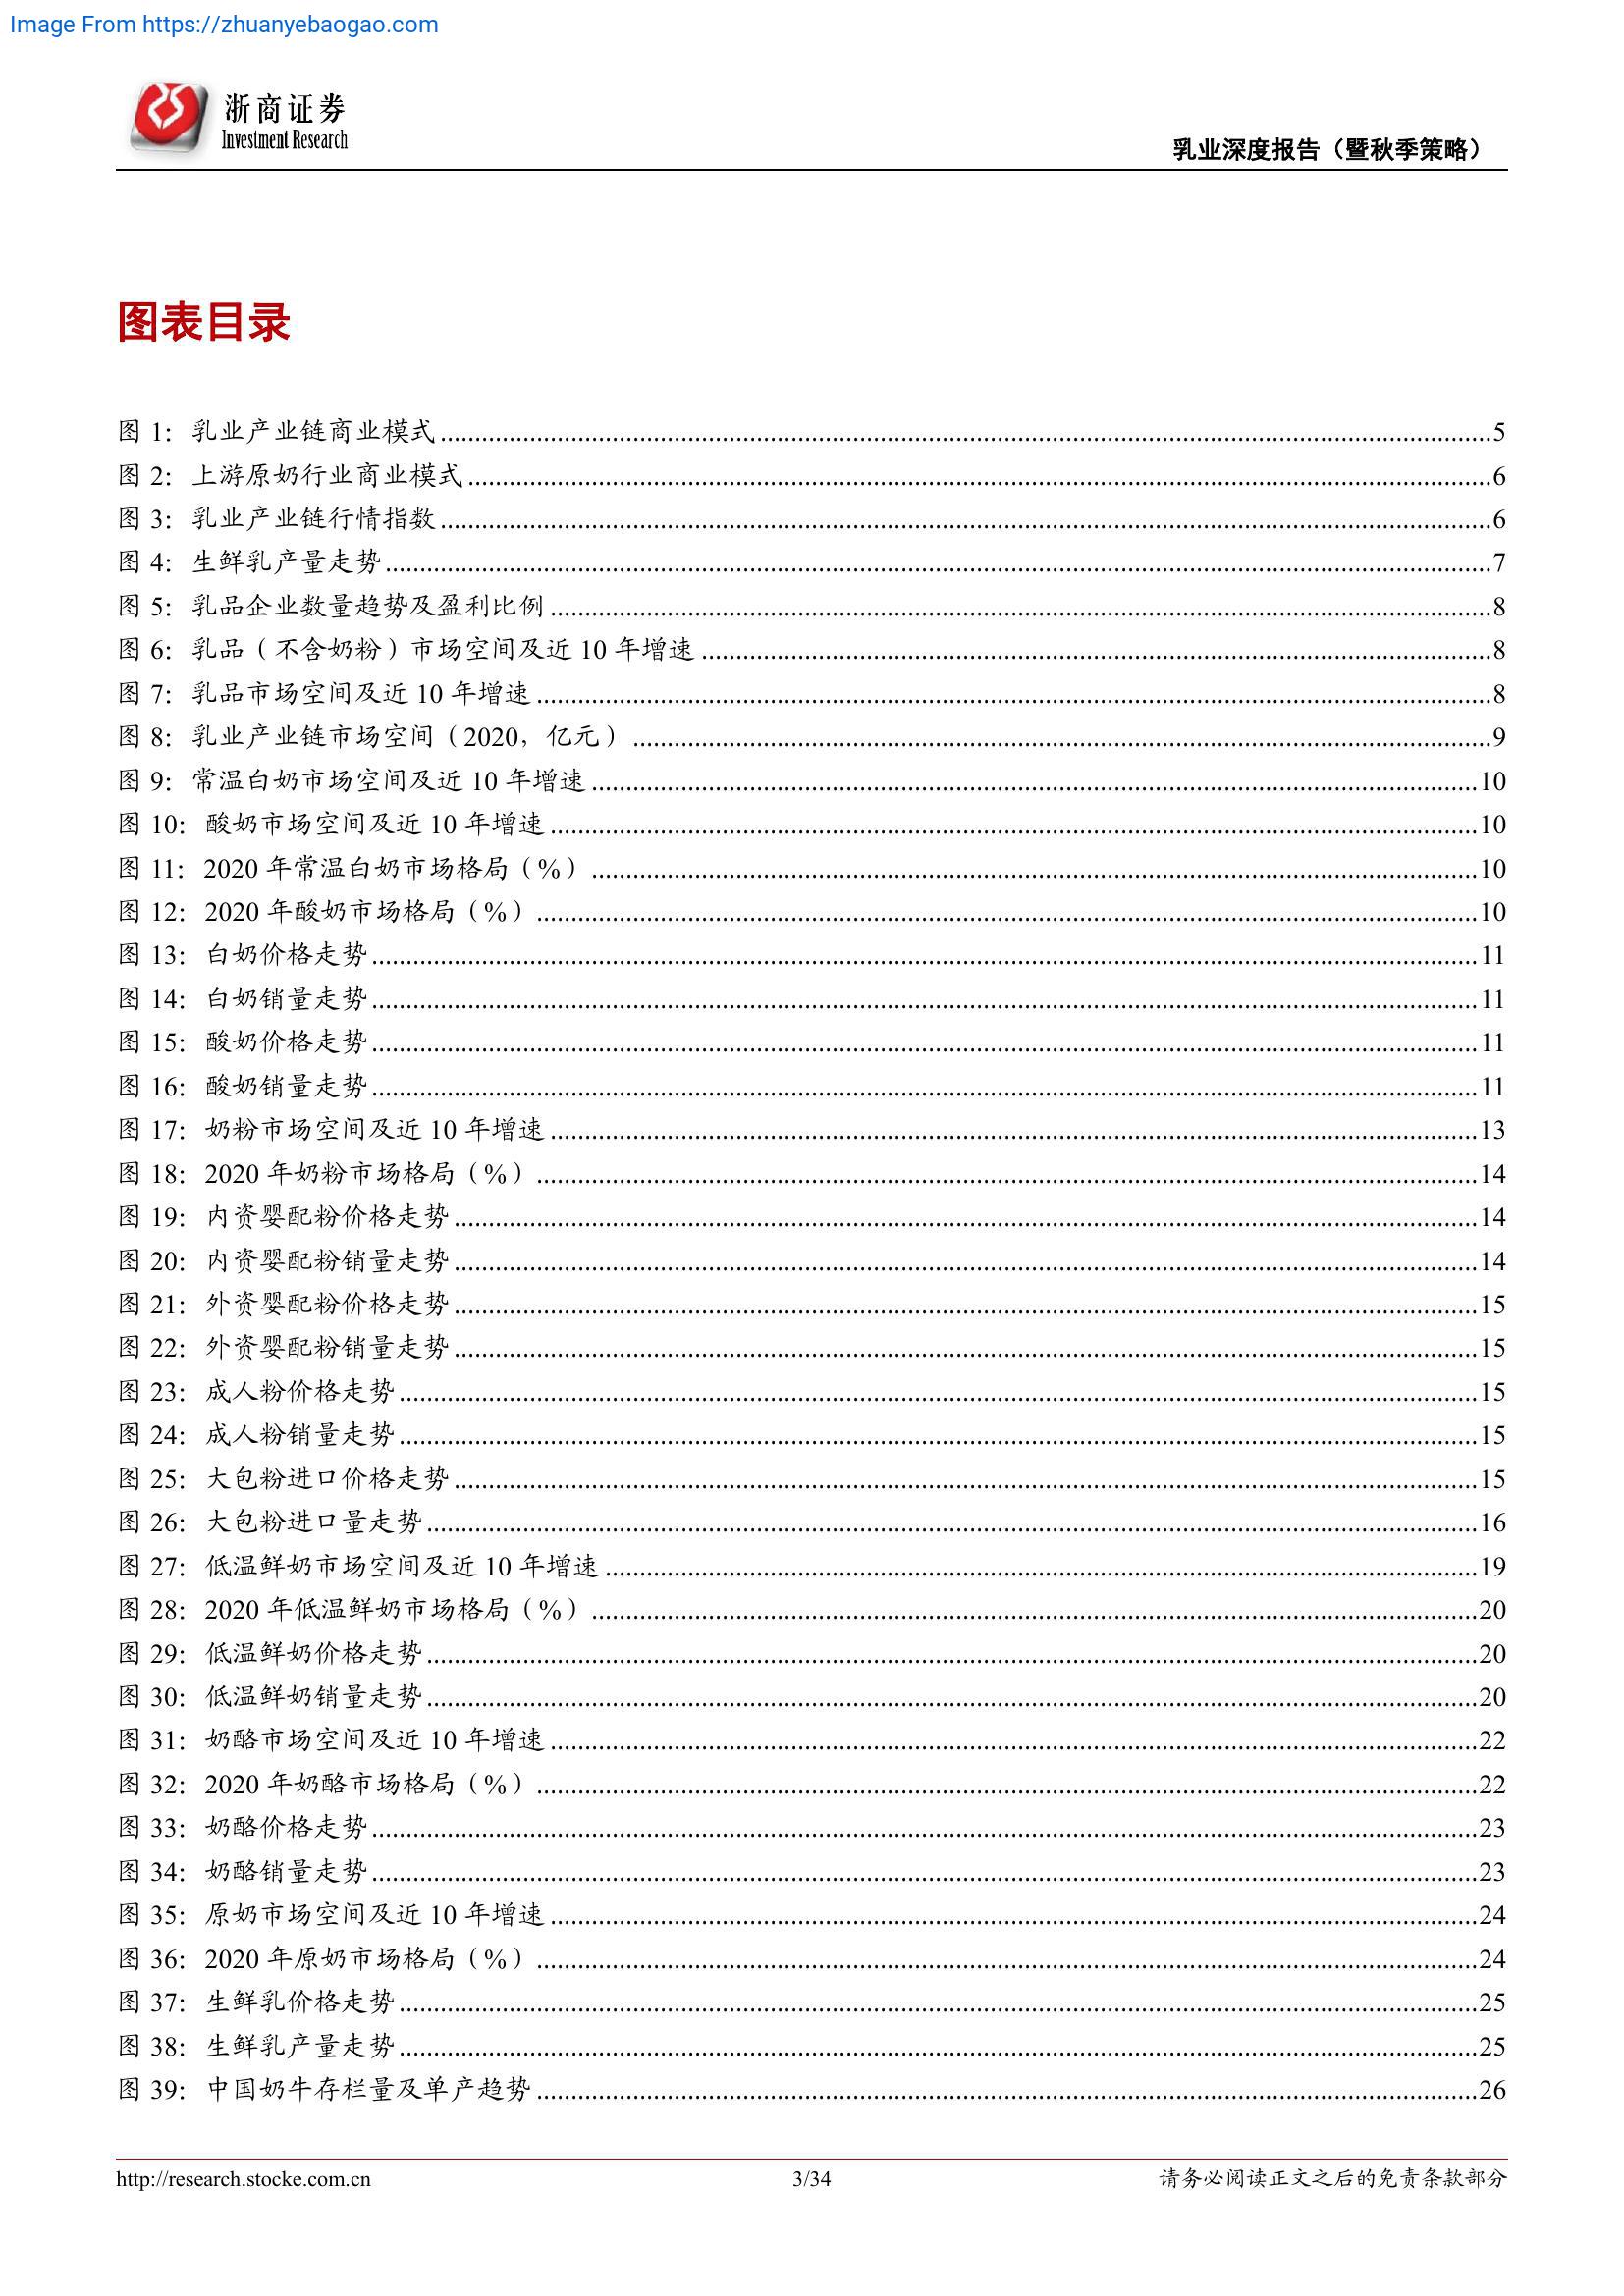 Image From https://zhuanyebaogao.com
浙商证券
Investment Research
乳业深度报告（暨秋季策略）
图表目录
图 1：乳业产业链商业模式........................................5
图 2：上游原奶行业商业模式........................................6
图 3：乳业产业链行情指数........................................6
图 4：生鲜乳产量走势........................................7
图 5：乳品企业数量趋势及盈利比例........................................8
图 6：乳品（不含奶粉）市场空间及近 10 年增速........................................8
图 7：乳品市场空间及近 10 年增速........................................8
图 8：乳业产业链市场空间（2020，亿元）........................................9
图 9：常温白奶市场空间及近 10 年增速........................................10
图 10：酸奶市场空间及近 10 年增速........................................10
图 11：2020 年常温白奶市场格局（%）........................................10
图 12：2020 年酸奶市场格局（%）........................................10
图 13：白奶价格走势........................................11
图 14：白奶销量走势........................................11
图 15：酸奶价格走势........................................11
图 16：酸奶销量走势........................................11
图 17：奶粉市场空间及近 10 年增速........................................13
图 18：2020 年奶粉市场格局（%）........................................14
图 19：内资婴配粉价格走势........................................14
图 20：内资婴配粉销量走势........................................14
图 21：外资婴配粉价格走势........................................15
图 22：外资婴配粉销量走势........................................15
图 23：成人粉价格走势........................................15
图 24：成人粉销量走势........................................15
图 25：大包粉进口价格走势........................................15
图 26：大包粉进口量走势........................................16
图 27：低温鲜奶市场空间及近 10 年增速........................................19
图 28：2020 年低温鲜奶市场格局（%）........................................20
图 29：低温鲜奶价格走势........................................20
图 30：低温鲜奶销量走势........................................20
图 31：奶酪市场空间及近 10 年增速........................................22
图 32：2020 年奶酪市场格局（%）........................................22
图 33：奶酪价格走势........................................23
图 34：奶酪销量走势........................................23
图 35：原奶市场空间及近 10 年增速........................................24
图 36：2020 年原奶市场格局（%）........................................24
图 37：生鲜乳价格走势........................................25
图 38：生鲜乳产量走势........................................25
图 39：中国奶牛存栏量及单产趋势........................................26
http://research.stocke.com.cn
3/34
请务必阅读正文之后的免责条款部分